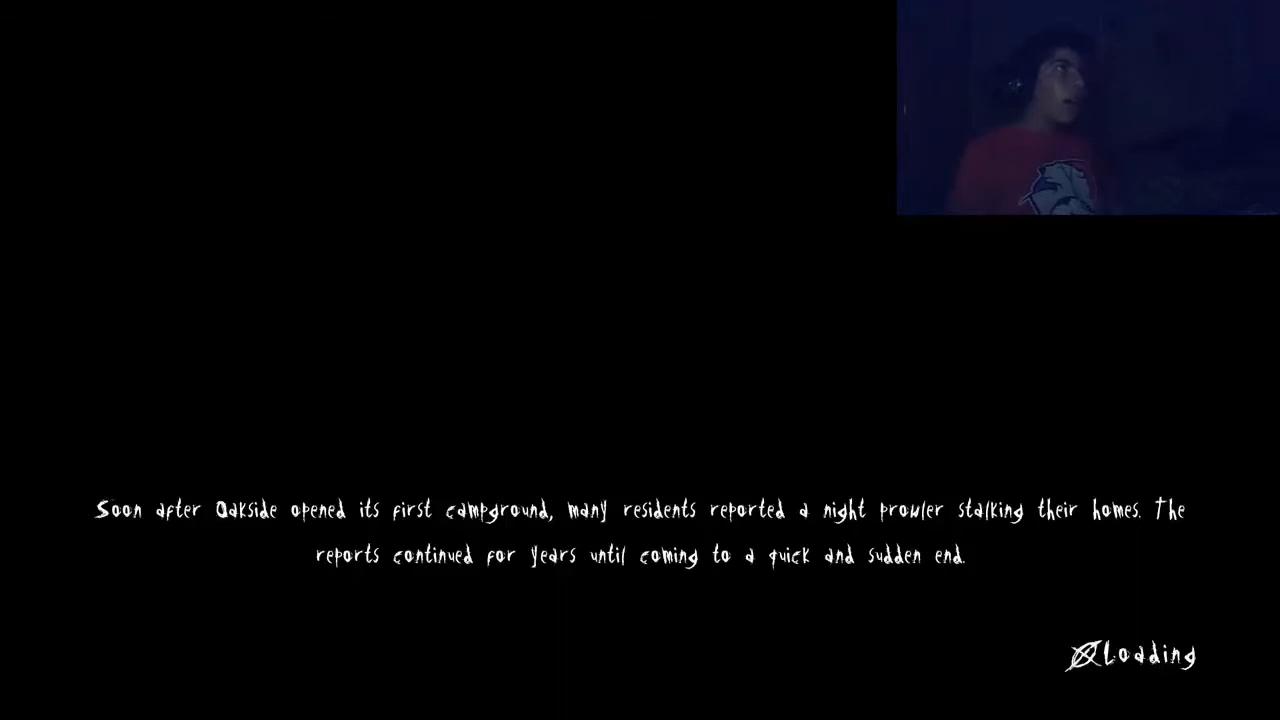 Soon after Oakside opened its first campground, many residents reported a night prowler stalking their homes. The
reports continued for years until coming to a quick and sudden end.
Loading